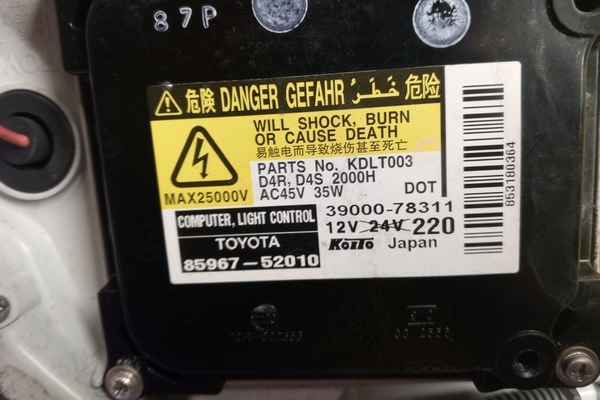 87P
危険 DANGER GEFAHR خَطَرْ 危险
WILL SHOCK, BURN
OR CAUSE DEATH
易触电而导致烧伤甚至死亡
MAX25000V
PARTS No. KDLT003
D4R, D4S 2000H
AC45V 35W
DOT
COMPUTER, LIGHT CONTROL
TOYOTA
85967-52010
39000-78311
12V 24V 220
KOITO Japan
853180364